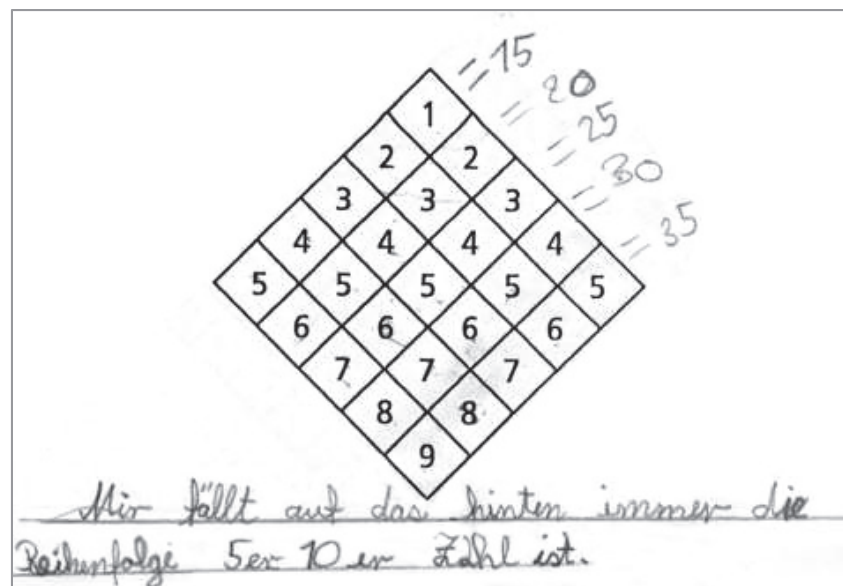 = 15
= 20
= 25
= 30
= 35
1
2 2
3 3 3
4 4 4 4
5 5 5 5 5
6 6 6 6
7 7 7
8 8
9
Mir fällt auf das hinten immer die
Reihenfolge 5er 10 er Zahl ist.